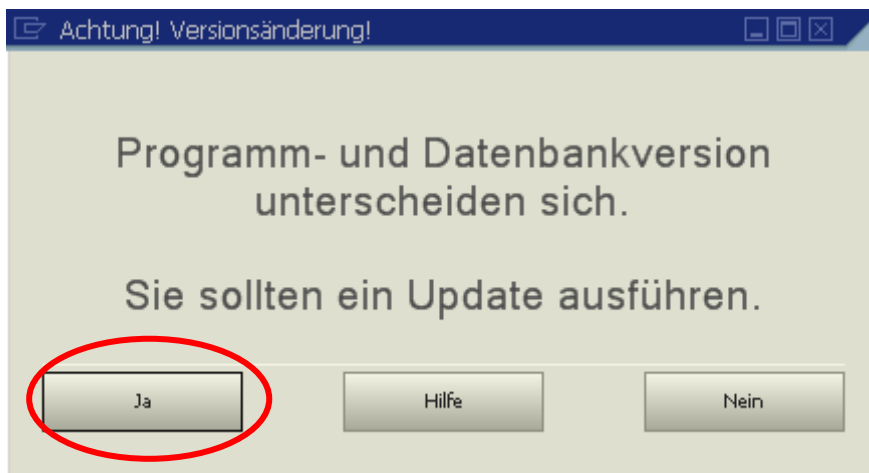 Achtung! Versionsänderung!
Programm- und Datenbankversion
unterscheiden sich.
Sie sollten ein Update ausführen.
Ja
Hilfe
Nein